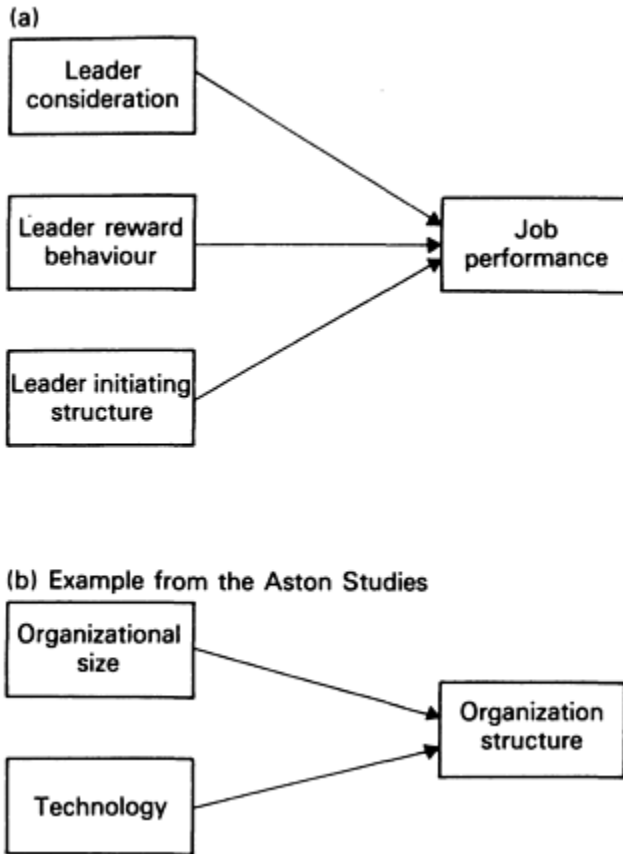 (a)
Leader
consideration
Leader reward
behaviour
Job
performance
Leader initiating
structure
(b) Example from the Aston Studies
Organizational
size
Organization
structure
Technology